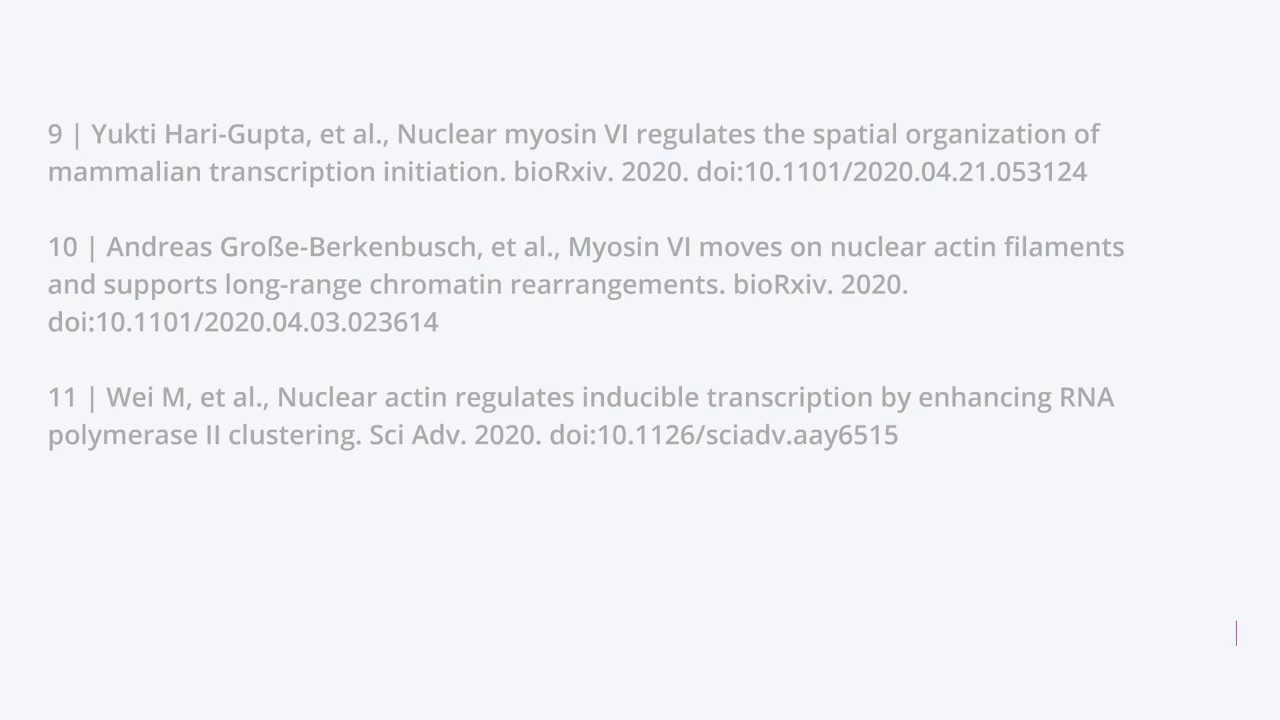 9 | Yukti Hari-Gupta, et al., Nuclear myosin VI regulates the spatial organization of
mammalian transcription initiation. bioRxiv. 2020. doi:10.1101/2020.04.21.053124
10 | Andreas Große-Berkenbusch, et al., Myosin VI moves on nuclear actin filaments
and supports long-range chromatin rearrangements. bioRxiv. 2020.
doi:10.1101/2020.04.03.023614
11 | Wei M, et al., Nuclear actin regulates inducible transcription by enhancing RNA
polymerase II clustering. Sci Adv. 2020. doi:10.1126/sciadv.aay6515